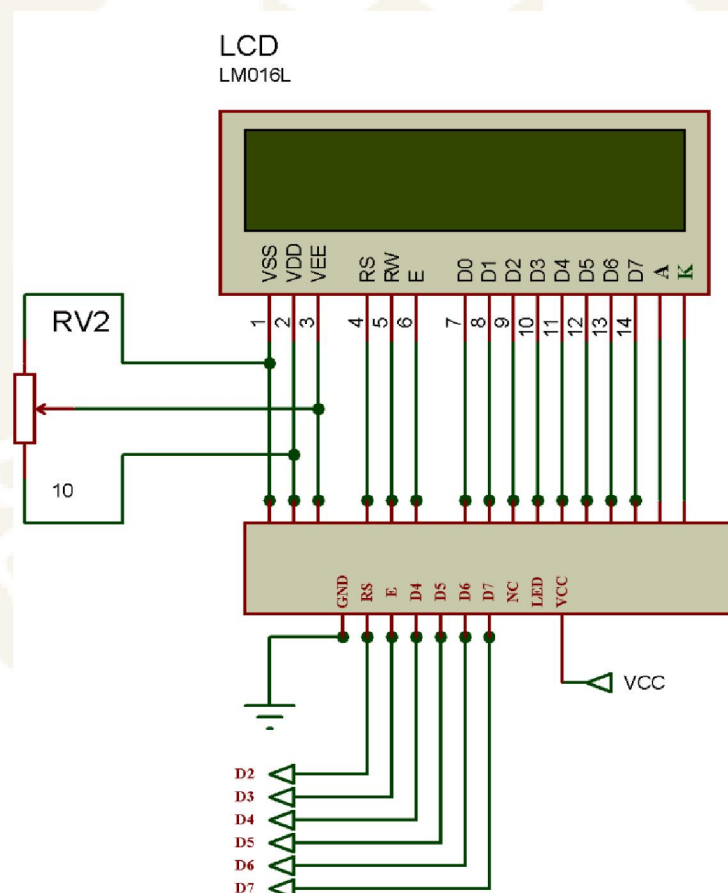 LCD
LM016L
VSS VDD VEE RS RW E D0 D1 D2 D3 D4 D5 D6 D7 A K
1 2 3 4 5 6 7 8 9 10 11 12 13 14
RV2
10
GND RS E D4 D5 D6 D7 NC LED VCC
VCC
D2
D3
D4
D5
D6
D7